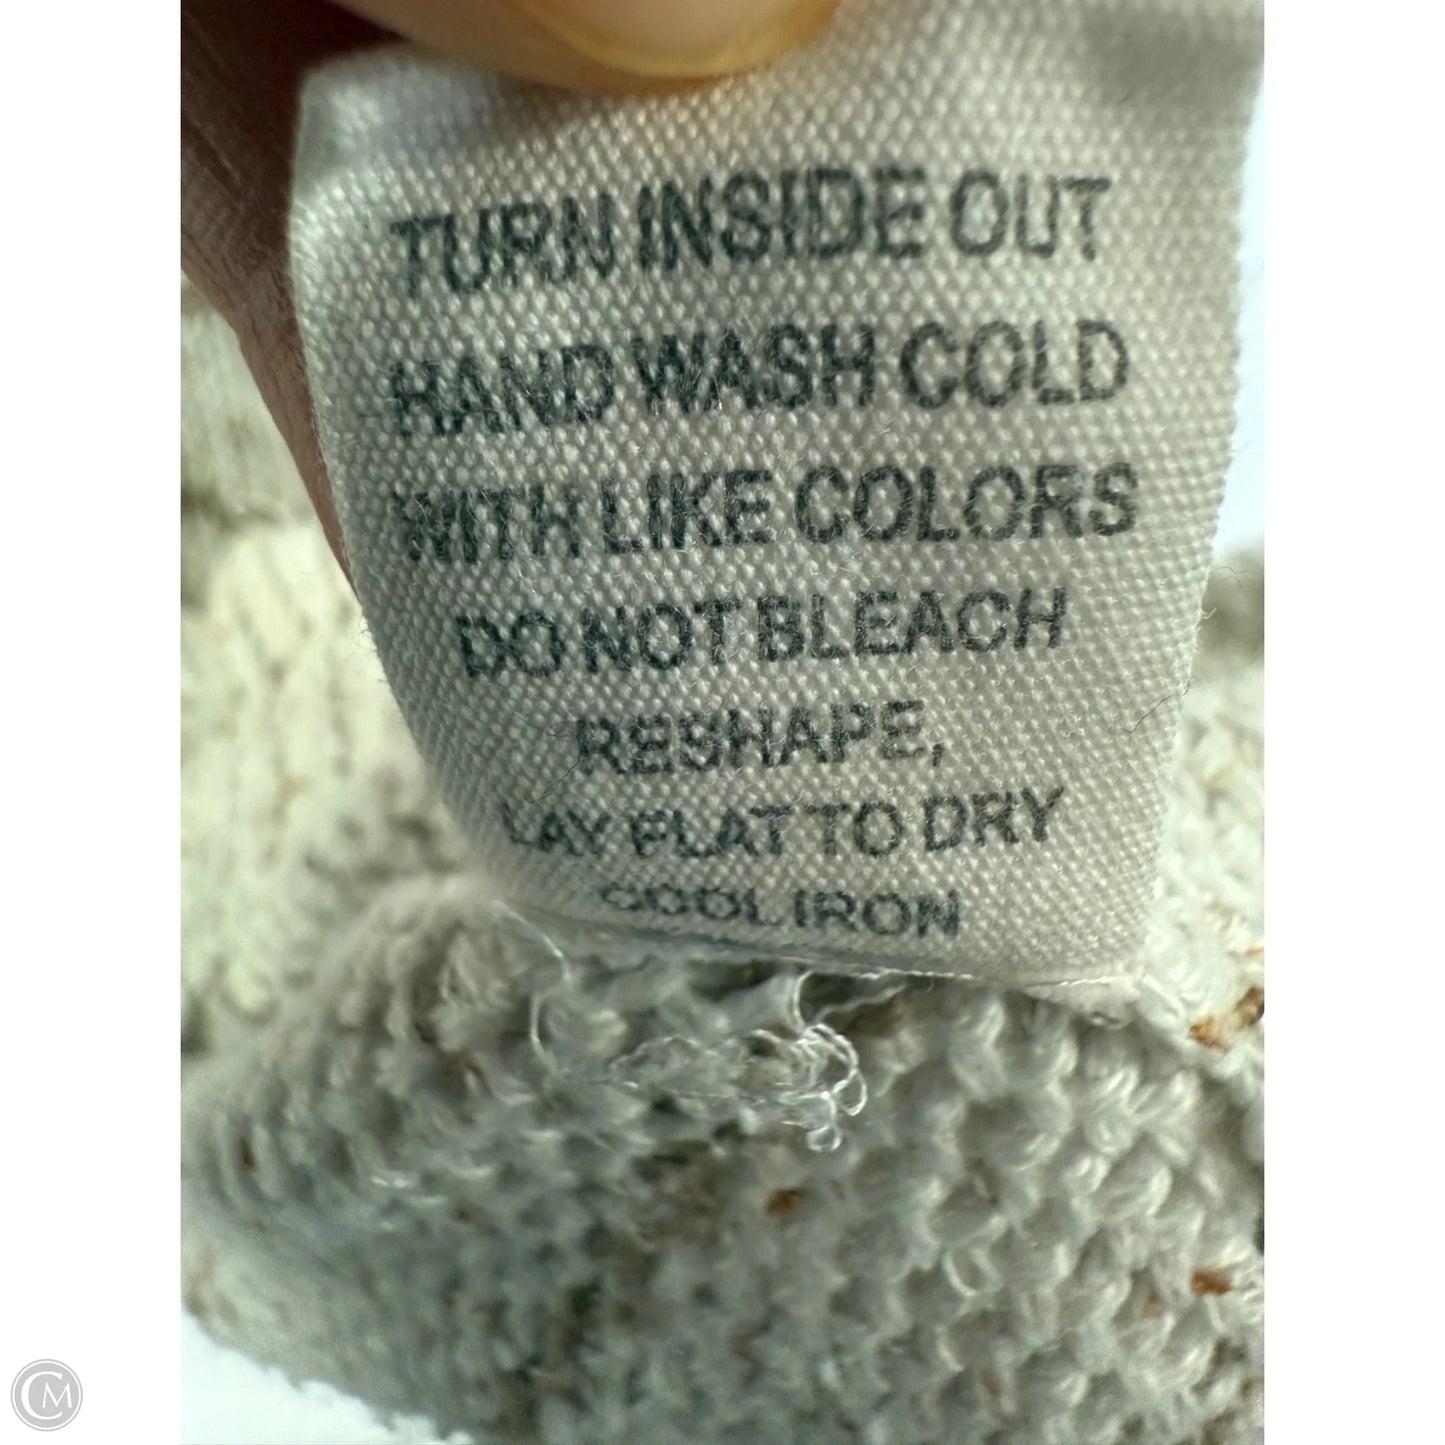 TURN INSIDE OUT
HAND WASH COLD
WITH LIKE COLORS
DO NOT BLEACH
RESHAPE,
LAY FLAT TO DRY
COOL IRON
CM